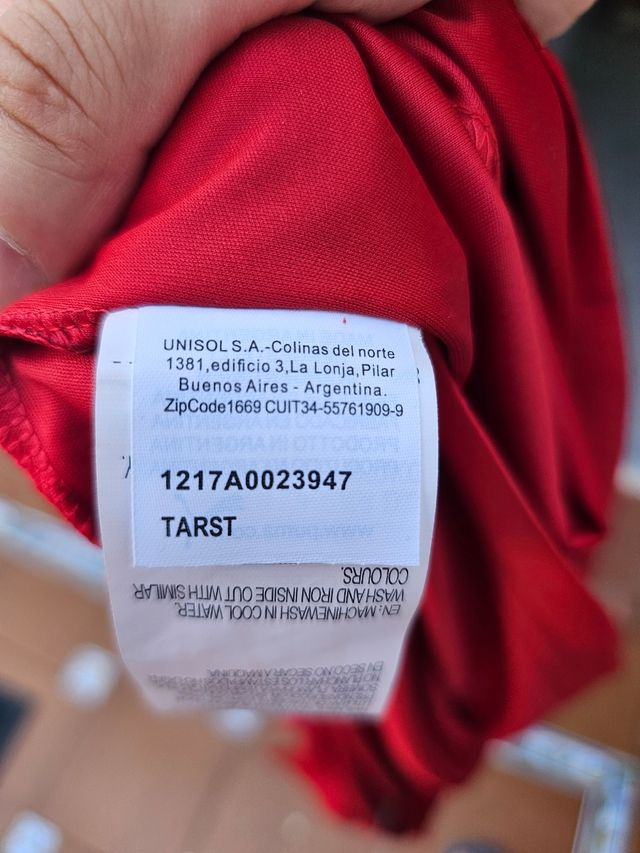 UNISOL S.A.-Colinas del norte
1381,edificio 3,La Lonja,Pilar
Buenos Aires - Argentina.
ZipCode1669 CUIT34-55761909-9
1217A0023947
TARST
EN: MACHINEWASH IN COOL WATER.
WASH AND IRON INSIDE OUT WITH SIMILAR
COLOURS.